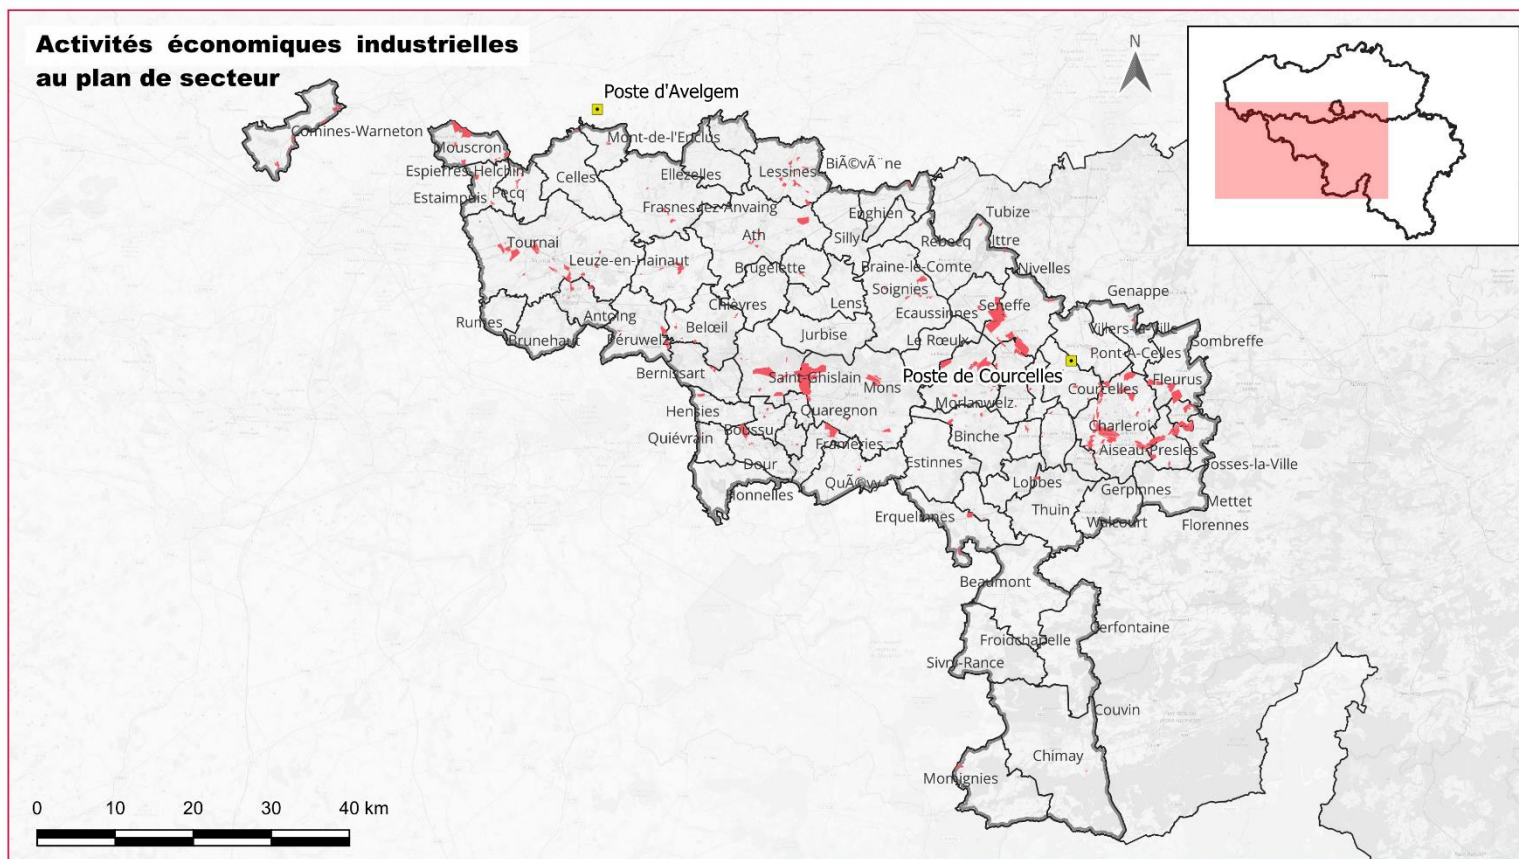 Activités économiques industrielles
au plan de secteur
N
Poste d'Avelgem
Comines-Warneton
Mont-de-l'Enclus
Mouscron
BiÃ©vÃ¨ne
Espierres-Helchin
Celles
Ellezelles
Lessines
Estaimpuis
Pecq
Frasnes-lez-Anvaing
Enghien
Tubize
Tournai
Ath
Silly
Rebecq
Ittre
Leuze-en-Hainaut
Brugelette
Braine-le-Comte
Nivelles
Soignies
Genappe
Chièvres
Lens
Ecaussinnes
Seneffe
Rumes
Antoing
Belœil
Jurbise
Villers-la-Ville
Brunehaut
Péruwelz
Le Rœulx
Sombreffe
Pont-À-Celles
Bernissart
Saint-Ghislain
Mons
Poste de Courcelles
Fleurus
Courcelles
Hensies
Quaregnon
Morlanwelz
Quiévrain
Boussu
Frameries
Binche
Charleroi
Aiseau-Presles
Dour
Estinnes
Fosses-la-Ville
Honnelles
QuÃ©vy
Lobbes
Gerpinnes
Mettet
Erquelinnes
Thuin
Walcourt
Florennes
Beaumont
Cerfontaine
Froidchapelle
Sivry-Rance
Couvin
Chimay
Momignies
0 10 20 30 40 km